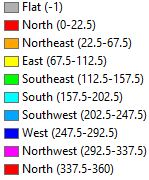 Flat (-1)
North (0-22.5)
Northeast (22.5-67.5)
East (67.5-112.5)
Southeast (112.5-157.5)
South (157.5-202.5)
Southwest (202.5-247.5)
West (247.5-292.5)
Northwest (292.5-337.5)
North (337.5-360)